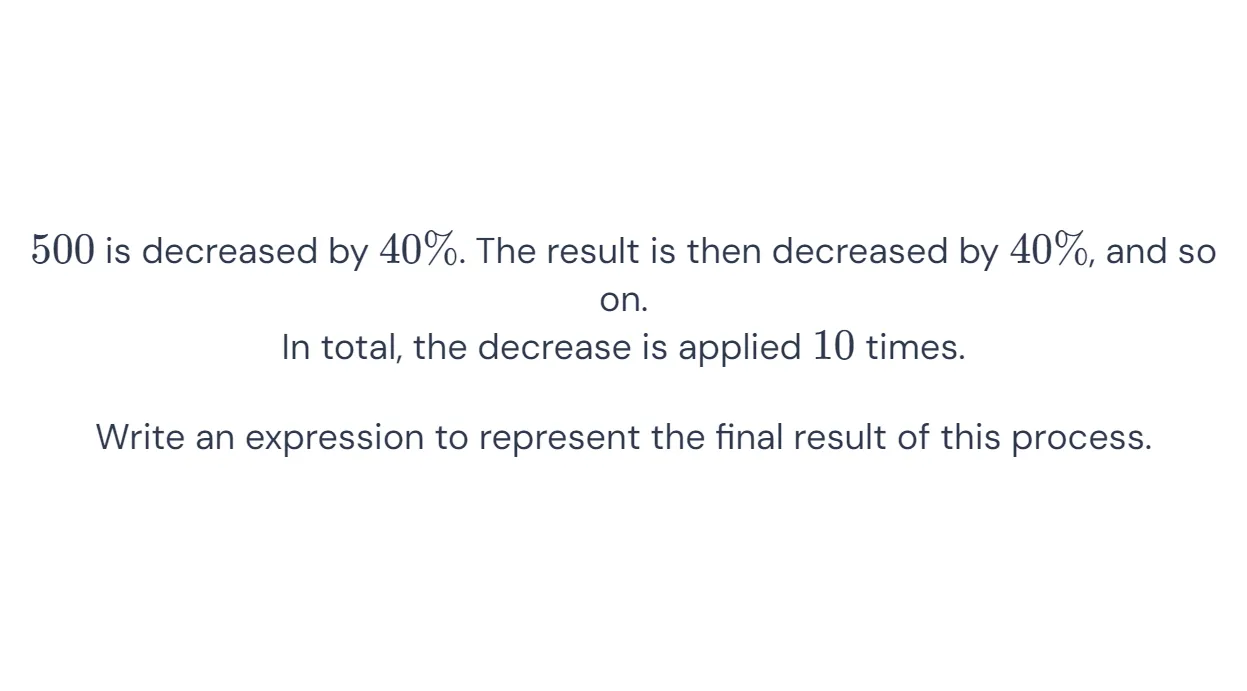 500 is decreased by 40%. The result is then decreased by 40%, and so
on.
In total, the decrease is applied 10 times.
Write an expression to represent the final result of this process.